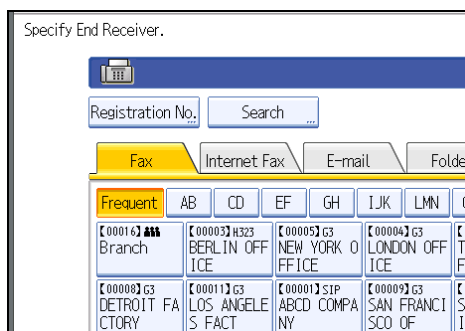 Specify End Receiver.
Registration No. Search
Fax Internet Fax E-mail Folde
Frequent AB CD EF GH IJK LMN
【00016】 【00003】H323 【00005】G3 【00004】G3
Branch BERLIN OFF NEW YORK O LONDON OFF
ICE FFICE ICE
【00008】G3 【00011】G3 【00001】SIP 【00009】G3
DETROIT FA LOS ANGELE ABCD COMPA SAN FRANCI
CTORY S FACT NY SCO OF